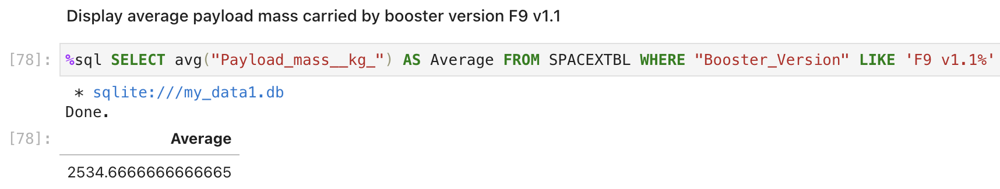 Display average payload mass carried by booster version F9 v1.1
[78]: %sql SELECT avg("Payload_mass__kg_") AS Average FROM SPACEXTBL WHERE "Booster_Version" LIKE 'F9 v1.1%'
* sqlite:///my_data1.db
Done.
[78]: Average
2534.6666666666665